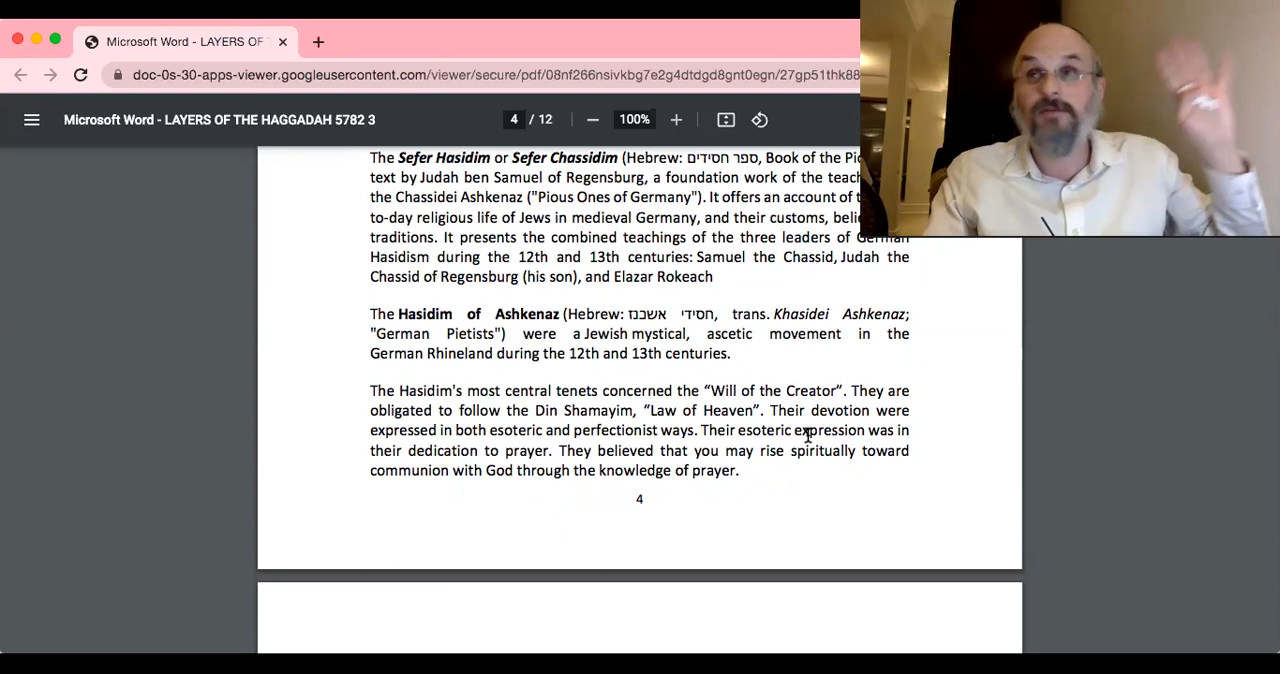 Microsoft Word - LAYERS OF
doc-0s-30-apps-viewer.googleusercontent.com/viewer/secure/pdf/08nf266nsivkbg7e2g4dtdgd8gnt0egn/27gp51thk88
Microsoft Word - LAYERS OF THE HAGGADAH 5782 3
4 / 12
100%
The Sefer Hasidim or Sefer Chassidim (Hebrew: ספר חסידים, Book of the
text by Judah ben Samuel of Regensburg, a foundation work of the
the Chassidei Ashkenaz ("Pious Ones of Germany"). It offers an account of
to-day religious life of Jews in medieval Germany, and their customs,
traditions. It presents the combined teachings of the three leaders of German
Hasidism during the 12th and 13th centuries: Samuel the Chassid, Judah the
Chassid of Regensburg (his son), and Elazar Rokeach
The Hasidim of Ashkenaz (Hebrew: חסידי אשכנז, trans. Khasidei Ashkenaz;
"German Pietists") were a Jewish mystical, ascetic movement in the
German Rhineland during the 12th and 13th centuries.
The Hasidim's most central tenets concerned the “Will of the Creator”. They are
obligated to follow the Din Shamayim, “Law of Heaven”. Their devotion were
expressed in both esoteric and perfectionist ways. Their esoteric expression was in
their dedication to prayer. They believed that you may rise spiritually toward
communion with God through the knowledge of prayer.
4